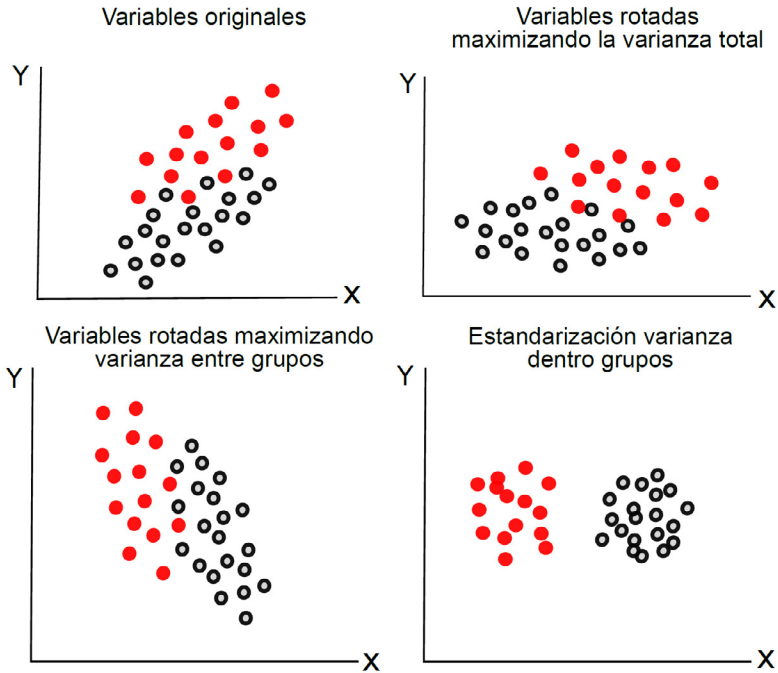 Variables originales
Y
X
Variables rotadas
maximizando la varianza total
Y
X
Variables rotadas maximizando
varianza entre grupos
Y
X
Estandarización varianza
dentro grupos
Y
X